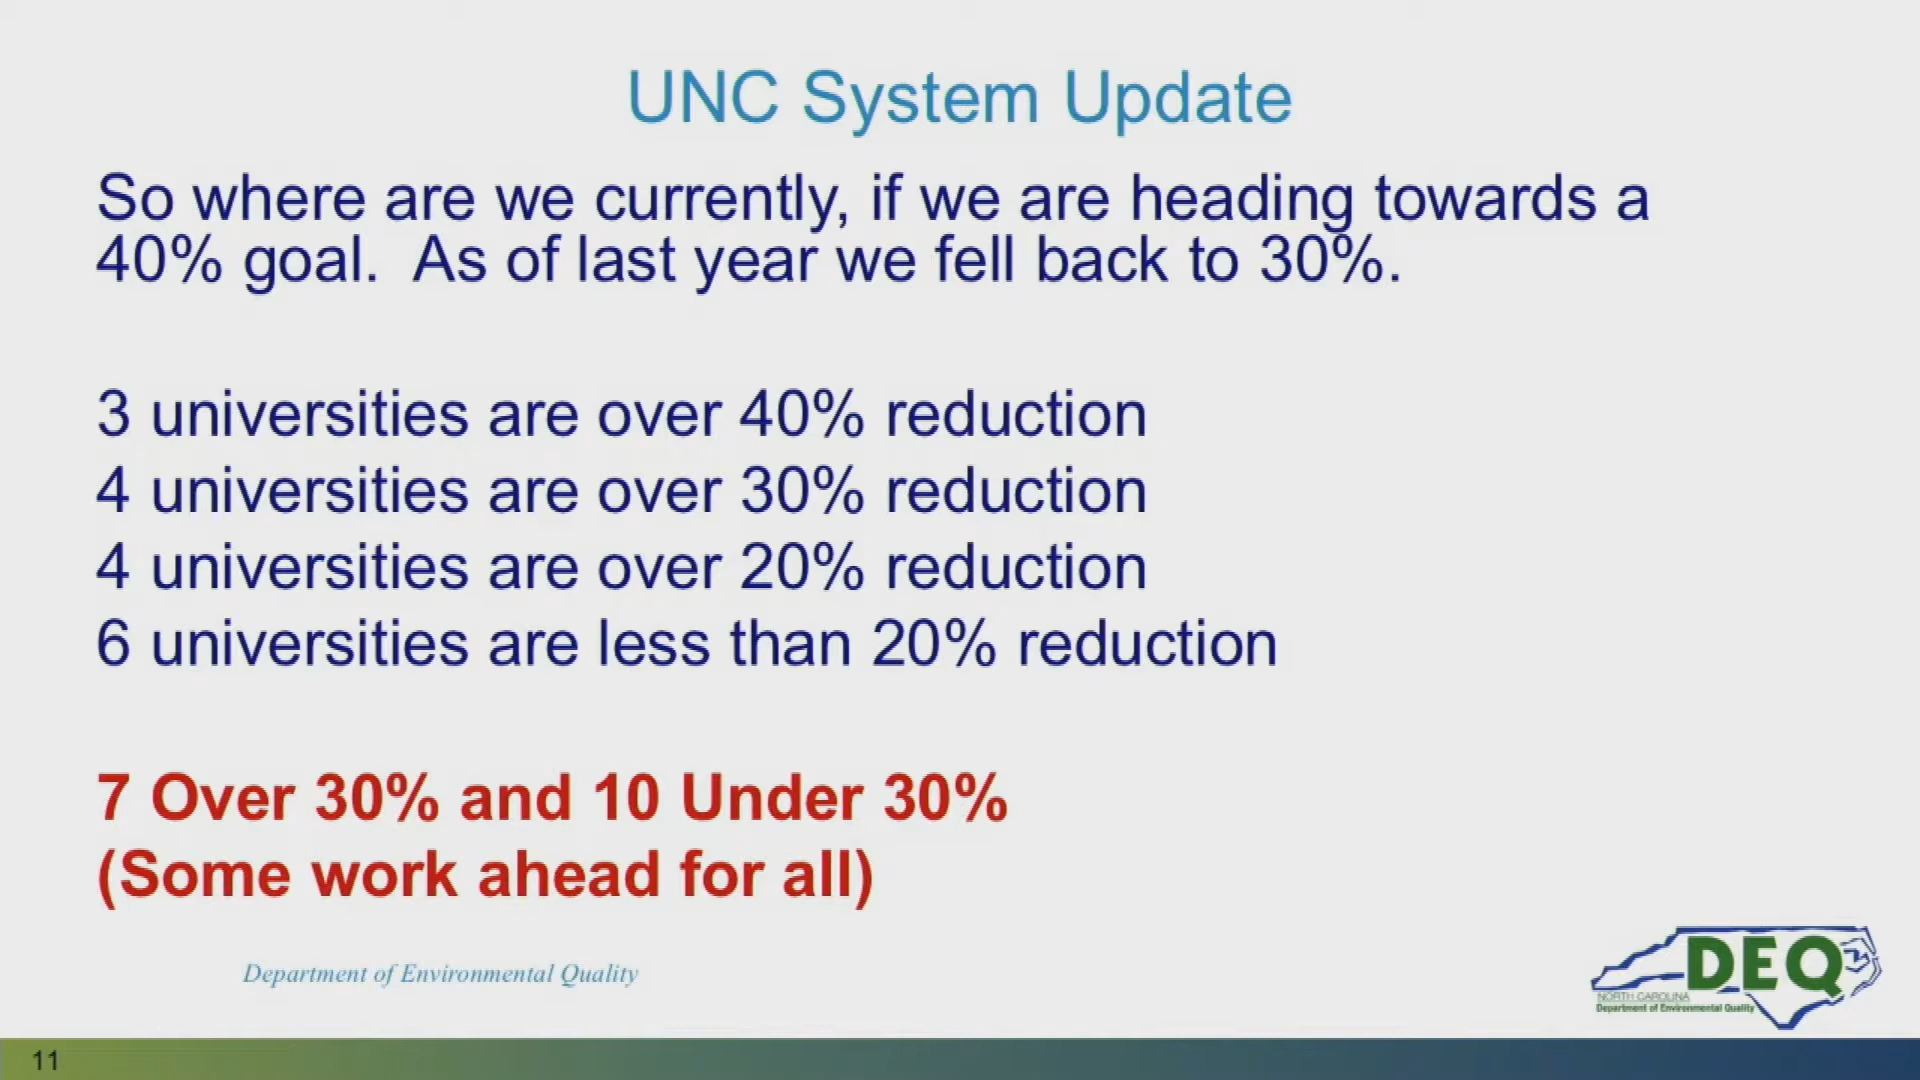 UNC System Update
So where are we currently, if we are heading towards a
40% goal.  As of last year we fell back to 30%.
3 universities are over 40% reduction
4 universities are over 30% reduction
4 universities are over 20% reduction
6 universities are less than 20% reduction
7 Over 30% and 10 Under 30%
(Some work ahead for all)
Department of Environmental Quality
DEQ
NORTH CAROLINA
Department of Environmental Quality
11